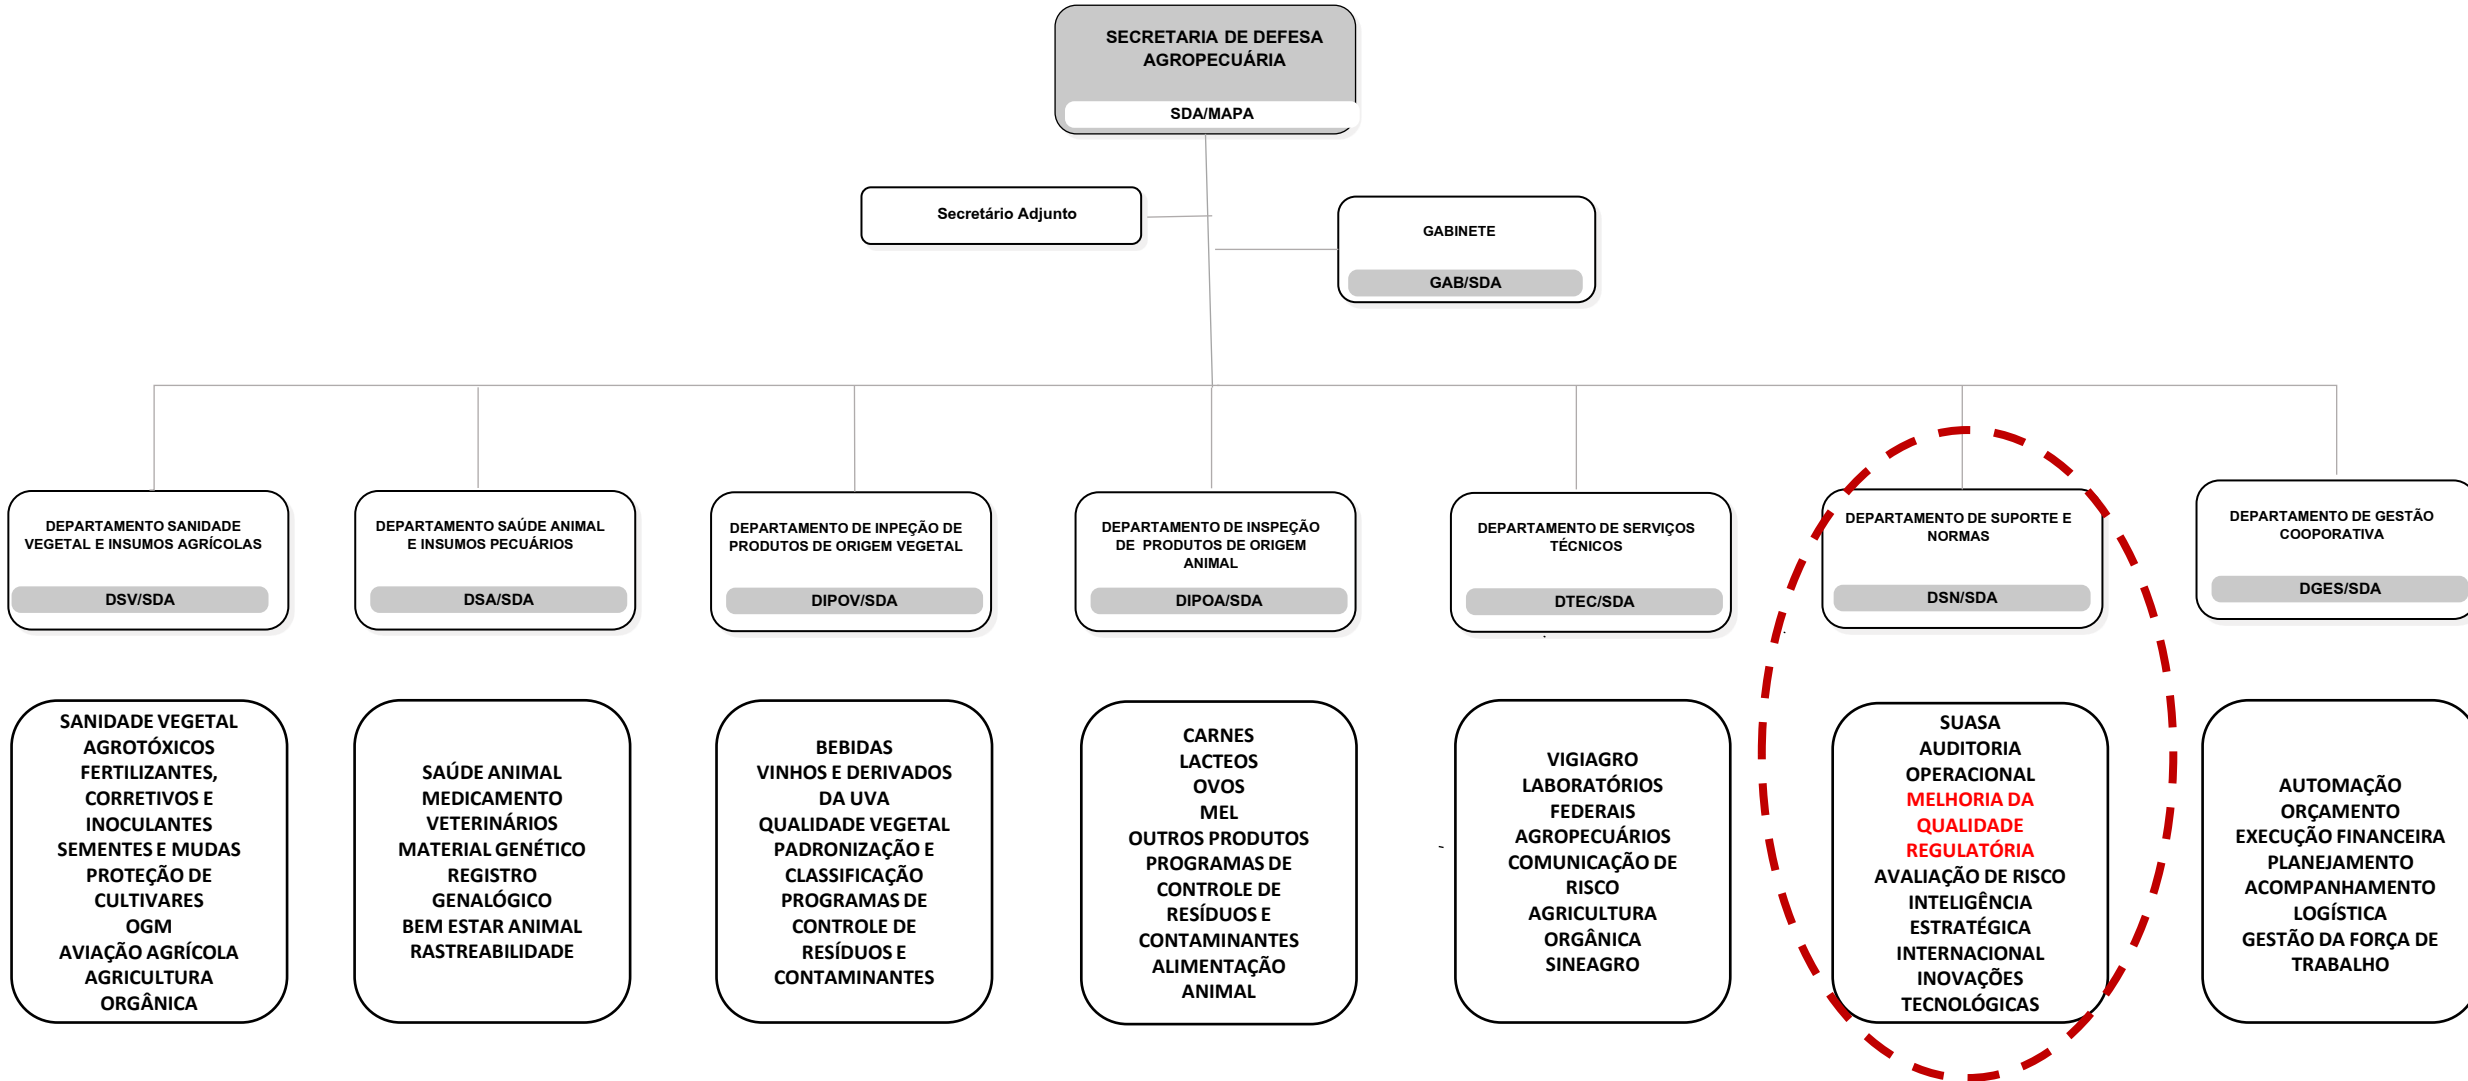 SECRETARIA DE DEFESA
AGROPECUÁRIA
SDA/MAPA
Secretário Adjunto
GABINETE
GAB/SDA
DEPARTAMENTO SANIDADE
VEGETAL E INSUMOS AGRÍCOLAS
DSV/SDA
DEPARTAMENTO SAÚDE ANIMAL
E INSUMOS PECUÁRIOS
DSA/SDA
DEPARTAMENTO DE INPEÇÃO DE
PRODUTOS DE ORIGEM VEGETAL
DIPOV/SDA
DEPARTAMENTO DE INSPEÇÃO
DE PRODUTOS DE ORIGEM
ANIMAL
DIPOA/SDA
DEPARTAMENTO DE SERVIÇOS
TÉCNICOS
DTEC/SDA
DEPARTAMENTO DE SUPORTE E
NORMAS
DSN/SDA
DEPARTAMENTO DE GESTÃO
COOPORATIVA
DGES/SDA
SANIDADE VEGETAL
AGROTÓXICOS
FERTILIZANTES,
CORRETIVOS E
INOCULANTES
SEMENTES E MUDAS
PROTEÇÃO DE
CULTIVARES
OGM
AVIAÇÃO AGRÍCOLA
AGRICULTURA
ORGÂNICA
SAÚDE ANIMAL
MEDICAMENTO
VETERINÁRIOS
MATERIAL GENÉTICO
REGISTRO
GENALÓGICO
BEM ESTAR ANIMAL
RASTREABILIDADE
BEBIDAS
VINHOS E DERIVADOS
DA UVA
QUALIDADE VEGETAL
PADRONIZAÇÃO E
CLASSIFICAÇÃO
PROGRAMAS DE
CONTROLE DE
RESÍDUOS E
CONTAMINANTES
CARNES
LACTEOS
OVOS
MEL
OUTROS PRODUTOS
PROGRAMAS DE
CONTROLE DE
RESÍDUOS E
CONTAMINANTES
ALIMENTAÇÃO
ANIMAL
VIGIAGRO
LABORATÓRIOS
FEDERAIS
AGROPECUÁRIOS
COMUNICAÇÃO DE
RISCO
AGRICULTURA
ORGÂNICA
SINEAGRO
SUASA
AUDITORIA
OPERACIONAL
MELHORIA DA
QUALIDADE
REGULATÓRIA
AVALIAÇÃO DE RISCO
INTELIGÊNCIA
ESTRATÉGICA
INTERNACIONAL
INOVAÇÕES
TECNOLÓGICAS
AUTOMAÇÃO
ORÇAMENTO
EXECUÇÃO FINANCEIRA
PLANEJAMENTO
ACOMPANHAMENTO
LOGÍSTICA
GESTÃO DA FORÇA DE
TRABALHO